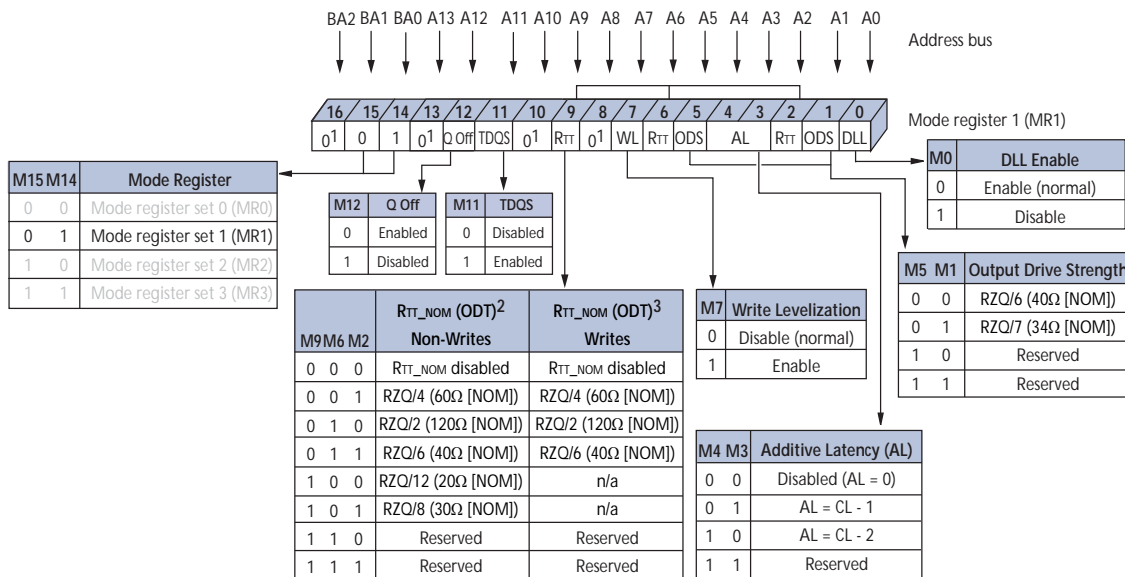 BA2 BA1 BA0 A13 A12 A11 A10 A9 A8 A7 A6 A5 A4 A3 A2 A1 A0
Address bus
16 15 14 13 12 11 10 9 8 7 6 5 4 3 2 1 0
Mode register 1 (MR1)
0¹ 0 1 0¹ Q Off TDQS 0¹ RTT 0¹ WL RTT ODS AL RTT ODS DLL
M15 M14 Mode Register
0 0 Mode register set 0 (MR0)
0 1 Mode register set 1 (MR1)
1 0 Mode register set 2 (MR2)
1 1 Mode register set 3 (MR3)
M12 Q Off
0 Enabled
1 Disabled
M11 TDQS
0 Disabled
1 Enabled
M0 DLL Enable
0 Enable (normal)
1 Disable
M5 M1 Output Drive Strength
0 0 RZQ/6 (40Ω [NOM])
0 1 RZQ/7 (34Ω [NOM])
1 0 Reserved
1 1 Reserved
M9 M6 M2 RTT_NOM (ODT)² Non-Writes RTT_NOM (ODT)³ Writes
0 0 0 RTT_NOM disabled RTT_NOM disabled
0 0 1 RZQ/4 (60Ω [NOM]) RZQ/4 (60Ω [NOM])
0 1 0 RZQ/2 (120Ω [NOM]) RZQ/2 (120Ω [NOM])
0 1 1 RZQ/6 (40Ω [NOM]) RZQ/6 (40Ω [NOM])
1 0 0 RZQ/12 (20Ω [NOM]) n/a
1 0 1 RZQ/8 (30Ω [NOM]) n/a
1 1 0 Reserved Reserved
1 1 1 Reserved Reserved
M7 Write Levelization
0 Disable (normal)
1 Enable
M4 M3 Additive Latency (AL)
0 0 Disabled (AL = 0)
0 1 AL = CL - 1
1 0 AL = CL - 2
1 1 Reserved